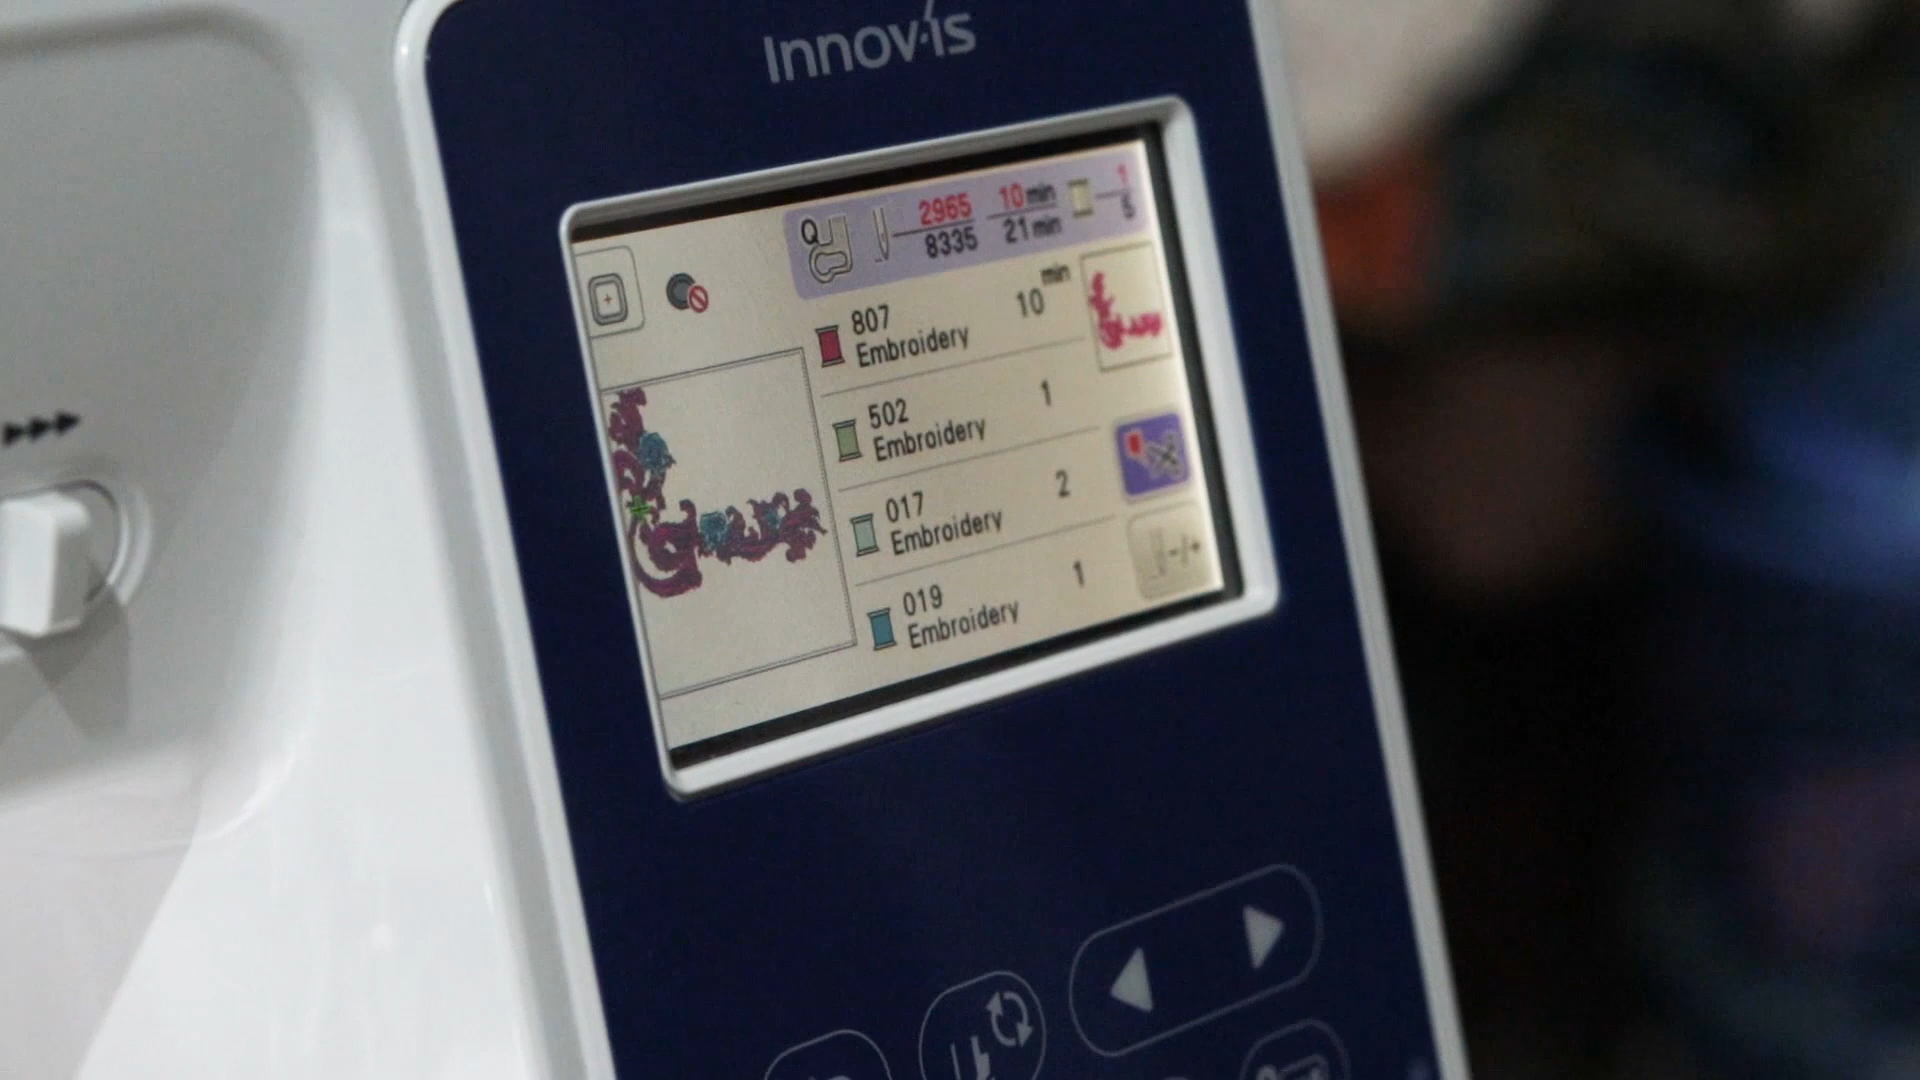 Innov-ís
Q
2965 10 min 1
8335 21 min 5
min
807 10
Embroidery
502 1
Embroidery
017 2
Embroidery
019 1
Embroidery
-/+